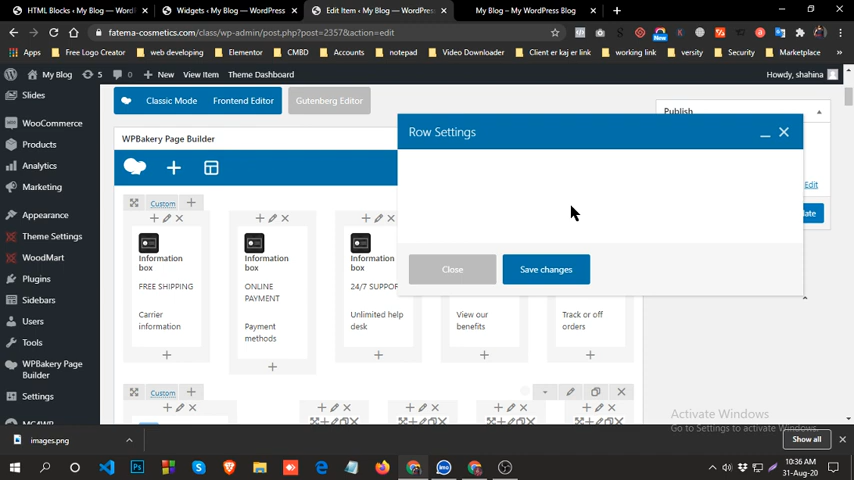 HTML Blocks ‹ My Blog — WordP
Widgets ‹ My Blog — WordPress
Edit Item ‹ My Blog — WordPress
My Blog – My WordPress Blog
fatema-cosmetics.com/class/wp-admin/post.php?post=2357&action=edit
Apps
Free Logo Creator
web developing
Elementor
CMBD
Accounts
notepad
Video Downloader
Client er kaj er link
working link
versity
Security
Marketplace
»
My Blog
5
0
New
View Item
Theme Dashboard
Howdy, shahina
Slides
WooCommerce
Products
Analytics
Marketing
Appearance
Theme Settings
WoodMart
Plugins
Sidebars
Users
Tools
WPBakery Page
Builder
Settings
MC4WP
Classic Mode
Frontend Editor
Gutenberg Editor
Publish
WPBakery Page Builder
Row Settings
Edit
Close
Save changes
Custom
Information
box
FREE SHIPPING
Carrier
information
Information
box
ONLINE
PAYMENT
Payment
methods
Information
box
24/7 SUPPORT
Unlimited help
desk
View our
benefits
Track or off
orders
Custom
Activate Windows
Go to Settings to activate Windows.
images.png
Show all
10:36 AM
31-Aug-20